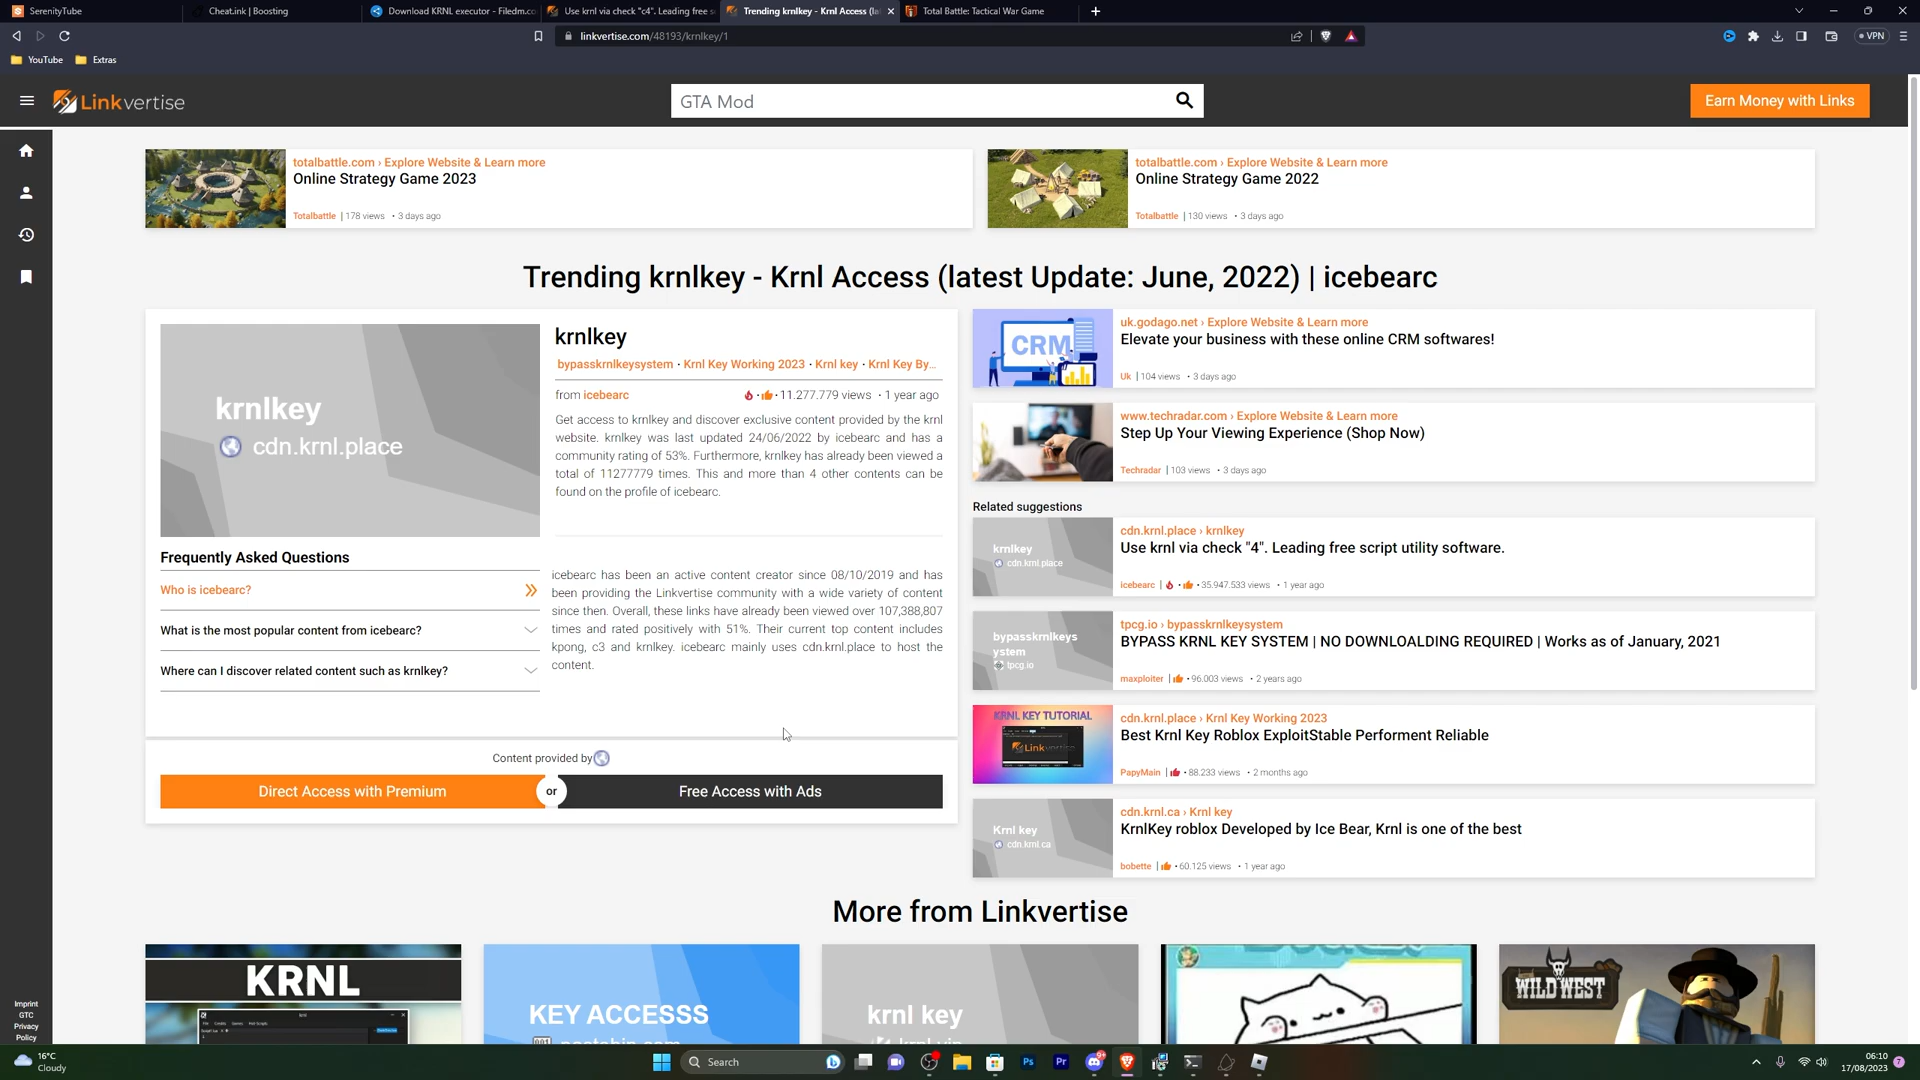 SerenityTube
Cheat.ink | Boosting
Download KRNL executor - Filedm.co
Use krnl via check "c4". Leading free s
Trending krnlkey - Krnl Access (la
Total Battle: Tactical War Game
linkvertise.com/48193/krnlkey/1
VPN
YouTube
Extras
Linkvertise
GTA Mod
Earn Money with Links
totalbattle.com › Explore Website & Learn more
Online Strategy Game 2023
Totalbattle | 178 views • 3 days ago
totalbattle.com › Explore Website & Learn more
Online Strategy Game 2022
Totalbattle | 130 views • 3 days ago
Trending krnlkey - Krnl Access (latest Update: June, 2022) | icebearc
krnlkey
cdn.krnl.place
krnlkey
bypasskrnlkeysystem • Krnl Key Working 2023 • Krnl key • Krnl Key By...
from icebearc
11.277.779 views • 1 year ago
Get access to krnlkey and discover exclusive content provided by the krnl
website. krnlkey was last updated 24/06/2022 by icebearc and has a
community rating of 53%. Furthermore, krnlkey has already been viewed a
total of 11277779 times. This and more than 4 other contents can be
found on the profile of icebearc.
Frequently Asked Questions
Who is icebearc?
What is the most popular content from icebearc?
Where can I discover related content such as krnlkey?
icebearc has been an active content creator since 08/10/2019 and has
been providing the Linkvertise community with a wide variety of content
since then. Overall, these links have already been viewed over 107,388,807
times and rated positively with 51%. Their current top content includes
kpong, c3 and krnlkey. icebearc mainly uses cdn.krnl.place to host the
content.
Content provided by
Direct Access with Premium
or
Free Access with Ads
CRM
uk.godago.net › Explore Website & Learn more
Elevate your business with these online CRM softwares!
Uk | 104 views • 3 days ago
www.techradar.com › Explore Website & Learn more
Step Up Your Viewing Experience (Shop Now)
Techradar | 103 views • 3 days ago
Related suggestions
krnlkey
cdn.krnl.place
cdn.krnl.place › krnlkey
Use krnl via check "4". Leading free script utility software.
icebearc | • 35.947.533 views • 1 year ago
bypasskrnlkeys
ystem
tpcg.io
tpcg.io › bypasskrnlkeysystem
BYPASS KRNL KEY SYSTEM | NO DOWNLOALDING REQUIRED | Works as of January, 2021
maxploiter | • 96.003 views • 2 years ago
KRNL KEY TUTORIAL
Linkvertise
cdn.krnl.place › Krnl Key Working 2023
Best Krnl Key Roblox ExploitStable Performent Reliable
PapyMain | • 88.233 views • 2 months ago
Krnl key
cdn.krnl.ca
cdn.krnl.ca › Krnl key
KrnlKey roblox Developed by Ice Bear, Krnl is one of the best
bobette | • 60.125 views • 1 year ago
More from Linkvertise
KRNL
KEY ACCESSS
krnl key
WILD WEST
Imprint
GTC
Privacy
Policy
16°C
Cloudy
Search
Ps
Pr
06:10
17/08/2023
7